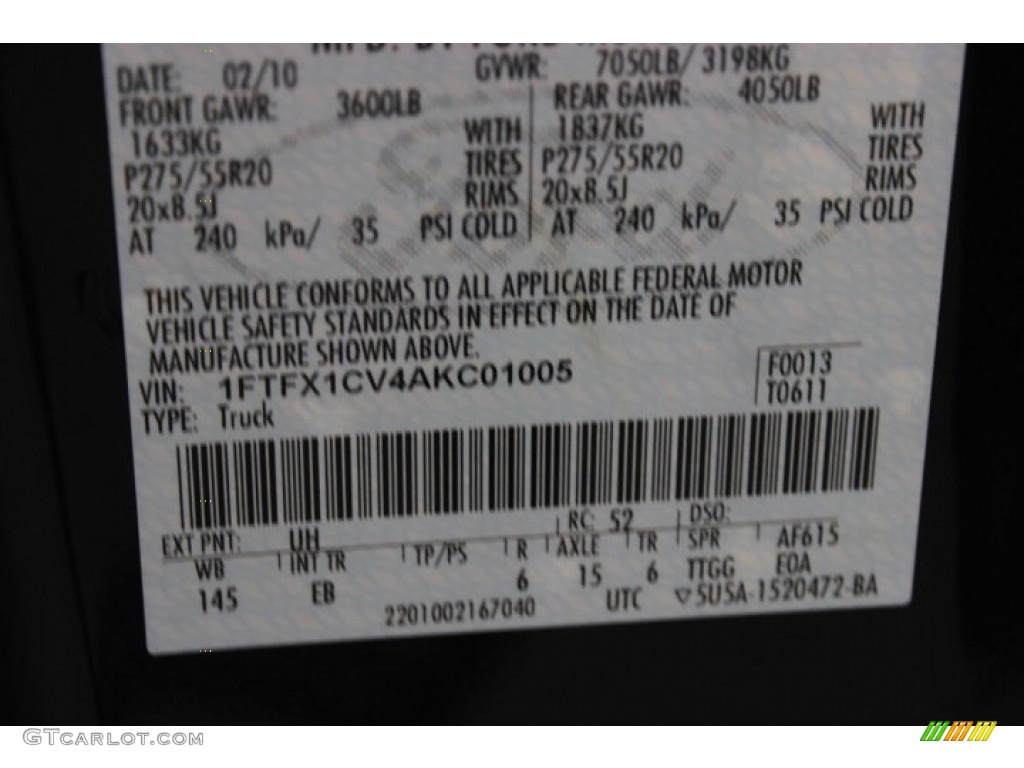 DATE: 02/10 GVWR: 7050LB/ 3198KG
FRONT GAWR: 3600LB REAR GAWR: 4050LB
1633KG WITH 1837KG WITH
P275/55R20 TIRES P275/55R20 TIRES
20x8.5J RIMS 20x8.5J RIMS
AT 240 kPa/ 35 PSI COLD AT 240 kPa/ 35 PSI COLD
THIS VEHICLE CONFORMS TO ALL APPLICABLE FEDERAL MOTOR
VEHICLE SAFETY STANDARDS IN EFFECT ON THE DATE OF
MANUFACTURE SHOWN ABOVE.
VIN: 1FTFX1CV4AKC01005 F0013
TYPE: Truck T0611
EXT PNT: UH RC: 52 DSO:
WB INT TR TP/PS R AXLE TR SPR AF615
145 EB 6 15 6 TTGG EOA
2201002167040 UTC ▽5U5A-1520472-BA
GTCARLOT.COM